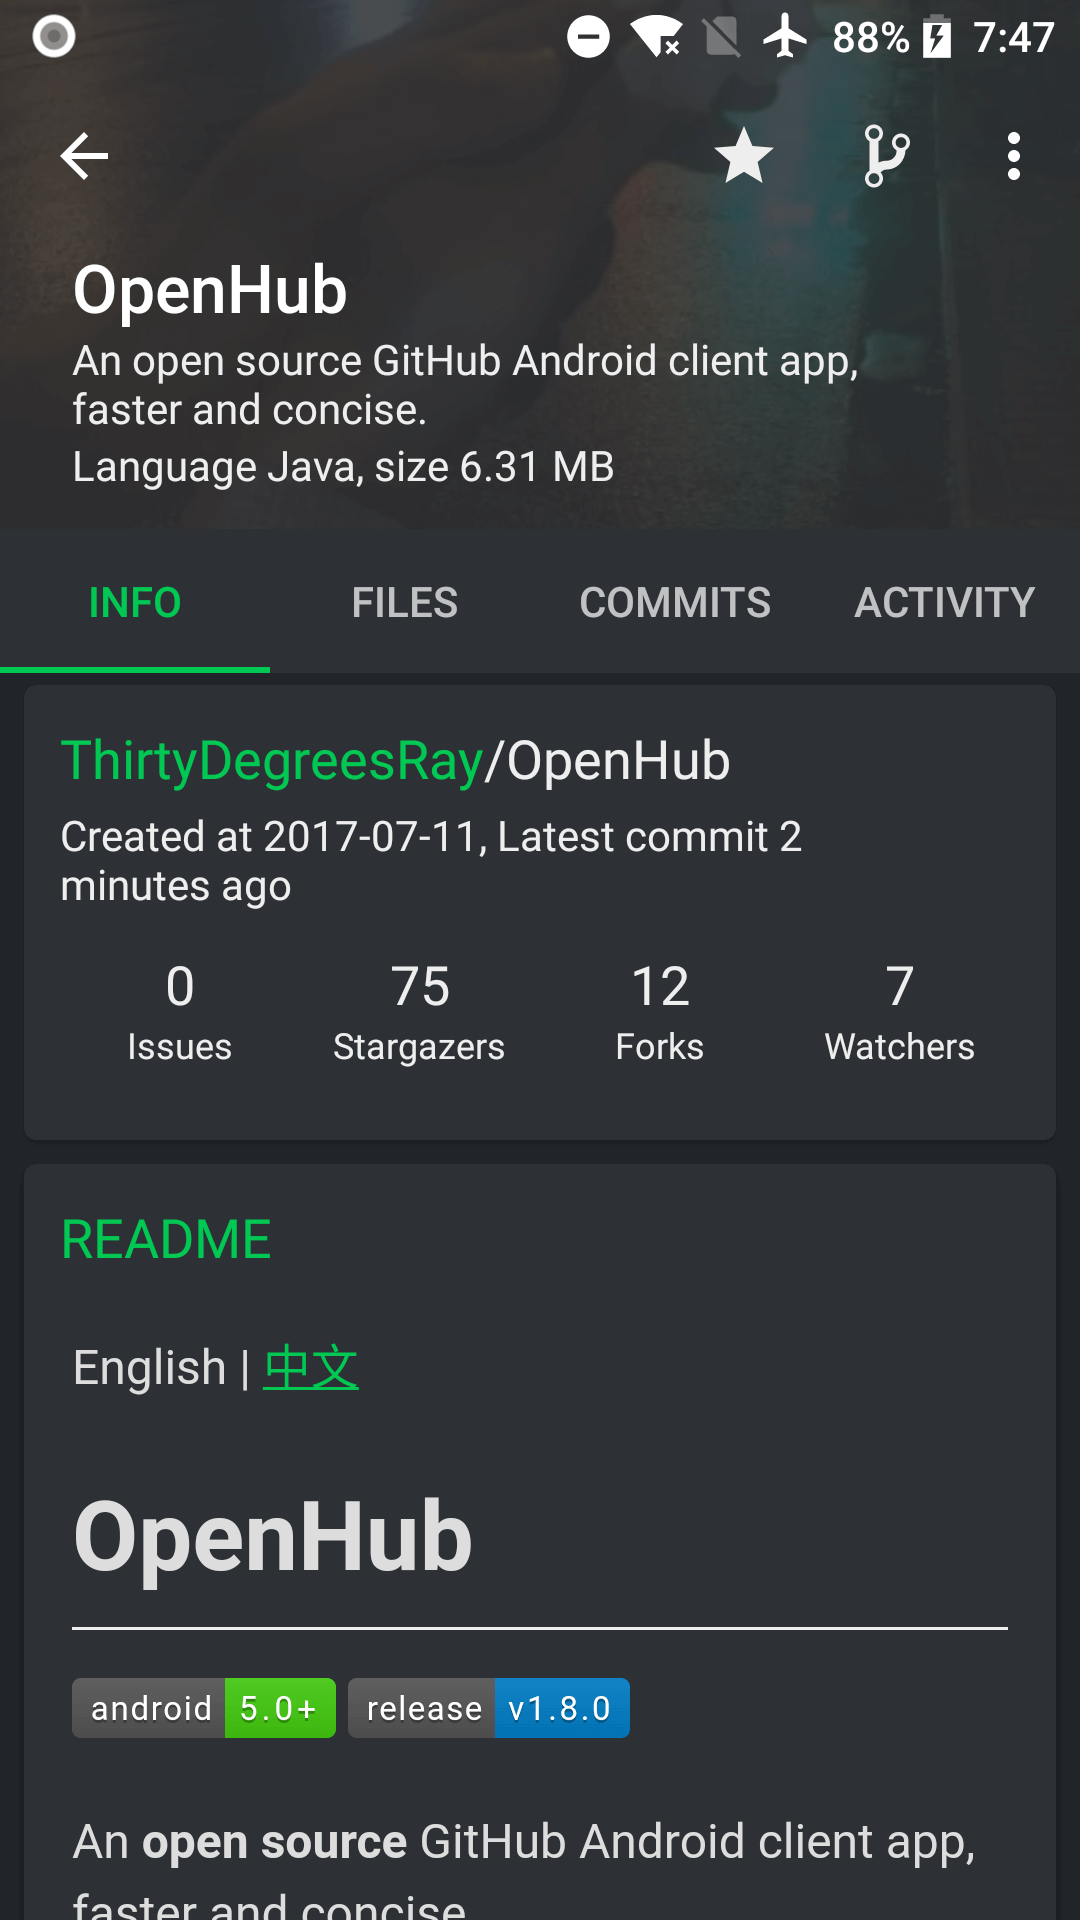 88% 7:47
OpenHub
An open source GitHub Android client app,
faster and concise.
Language Java, size 6.31 MB
INFO FILES COMMITS ACTIVITY
ThirtyDegreesRay/OpenHub
Created at 2017-07-11, Latest commit 2
minutes ago
0 75 12 7
Issues Stargazers Forks Watchers
README
English | 中文
OpenHub
android 5.0+ release v1.8.0
An open source GitHub Android client app,
faster and concise